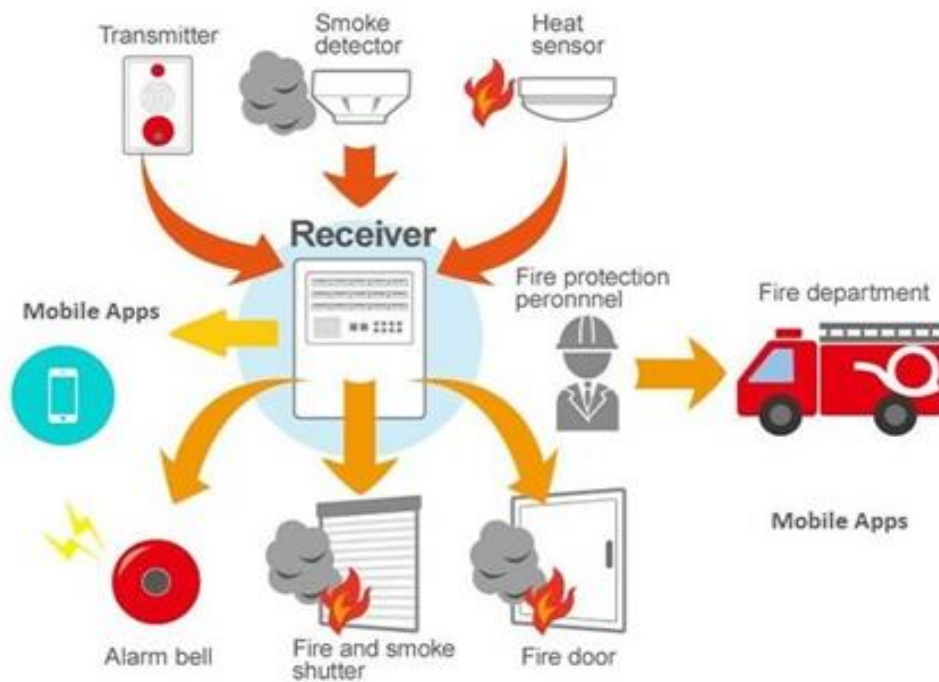 Transmitter
Smoke
detector
Heat
sensor
Receiver
Mobile Apps
Fire protection
peronnnel
Fire department
Mobile Apps
Alarm bell
Fire and smoke
shutter
Fire door